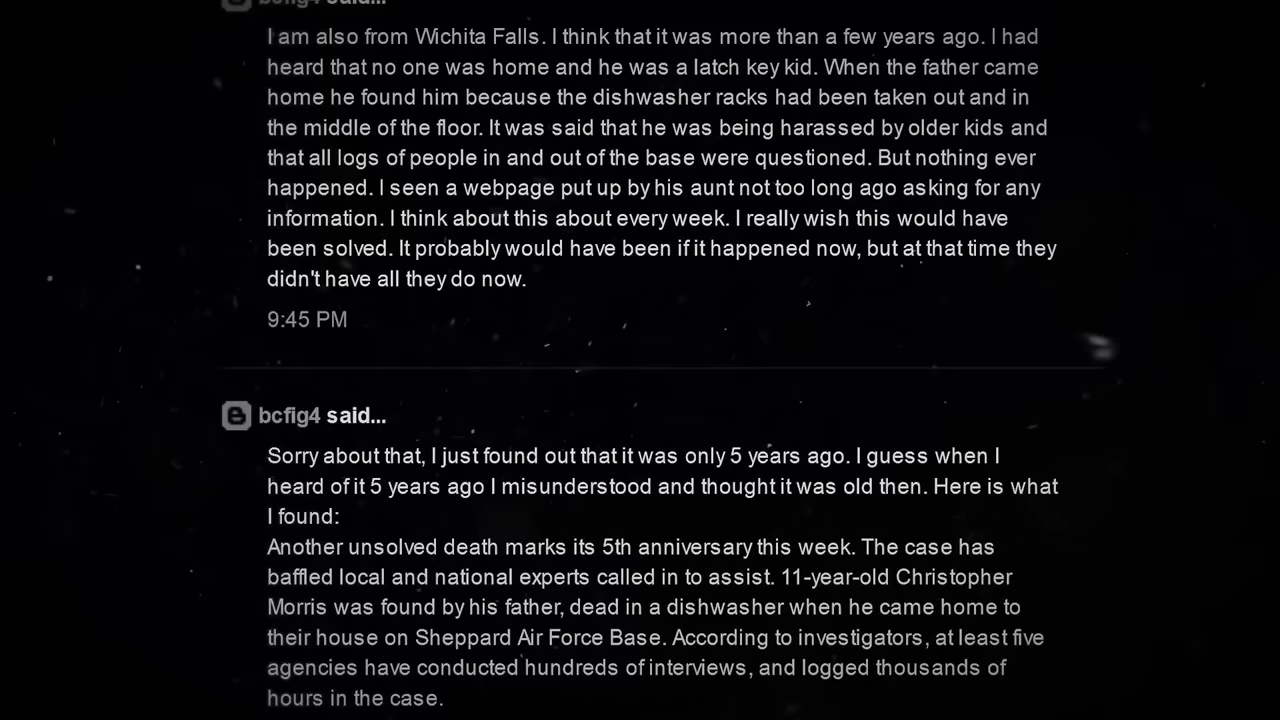 bcfig4 said...
I am also from Wichita Falls. I think that it was more than a few years ago. I had
heard that no one was home and he was a latch key kid. When the father came
home he found him because the dishwasher racks had been taken out and in
the middle of the floor. It was said that he was being harassed by older kids and
that all logs of people in and out of the base were questioned. But nothing ever
happened. I seen a webpage put up by his aunt not too long ago asking for any
information. I think about this about every week. I really wish this would have
been solved. It probably would have been if it happened now, but at that time they
didn't have all they do now.
9:45 PM
bcfig4 said...
Sorry about that, I just found out that it was only 5 years ago. I guess when I
heard of it 5 years ago I misunderstood and thought it was old then. Here is what
I found:
Another unsolved death marks its 5th anniversary this week. The case has
baffled local and national experts called in to assist. 11-year-old Christopher
Morris was found by his father, dead in a dishwasher when he came home to
their house on Sheppard Air Force Base. According to investigators, at least five
agencies have conducted hundreds of interviews, and logged thousands of
hours in the case.